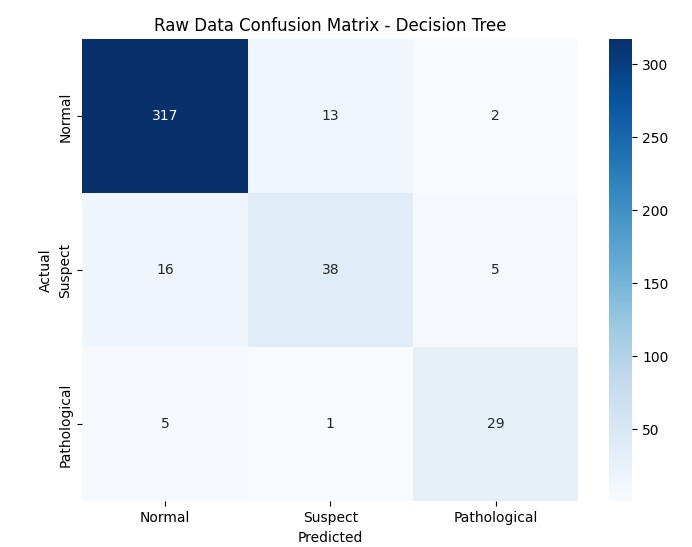 Raw Data Confusion Matrix - Decision Tree
Actual
Normal
317 13 2
Suspect
16 38 5
Pathological
5 1 29
Normal Suspect Pathological
Predicted
300
250
200
150
100
50